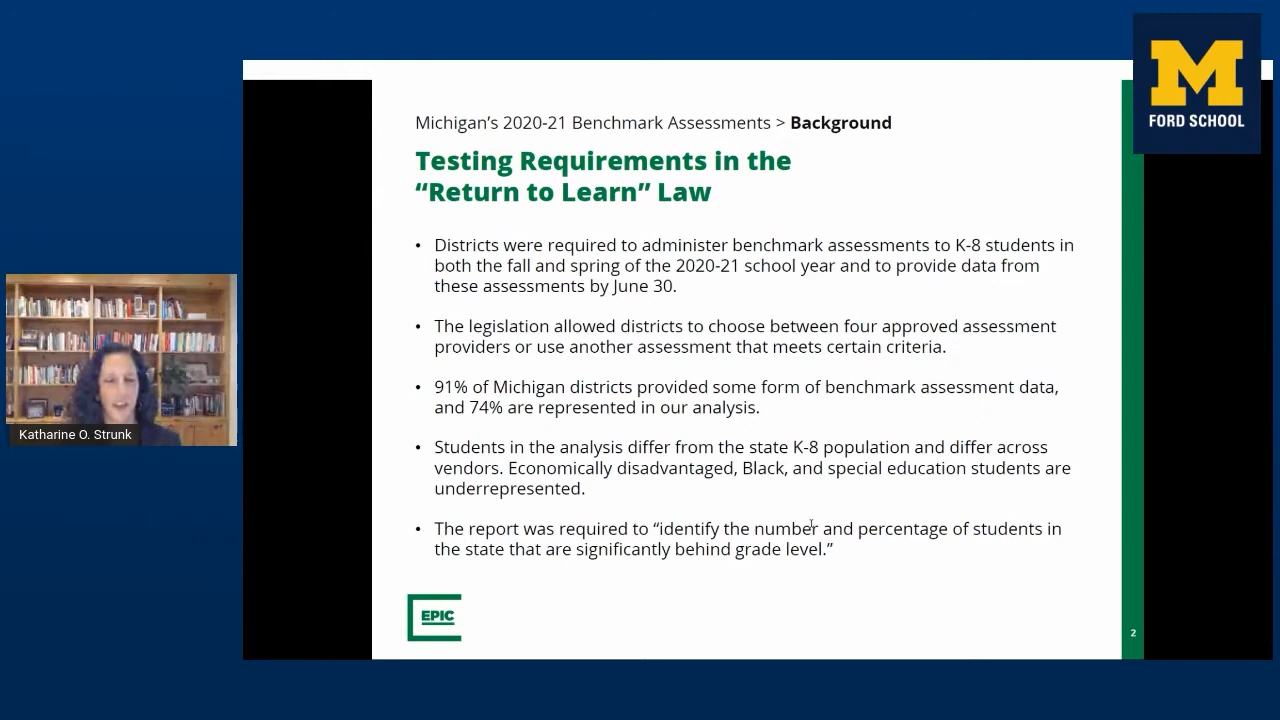 M
FORD SCHOOL
Michigan’s 2020-21 Benchmark Assessments > Background
Testing Requirements in the
“Return to Learn” Law
• Districts were required to administer benchmark assessments to K-8 students in
both the fall and spring of the 2020-21 school year and to provide data from
these assessments by June 30.
• The legislation allowed districts to choose between four approved assessment
providers or use another assessment that meets certain criteria.
• 91% of Michigan districts provided some form of benchmark assessment data,
and 74% are represented in our analysis.
• Students in the analysis differ from the state K-8 population and differ across
vendors. Economically disadvantaged, Black, and special education students are
underrepresented.
• The report was required to “identify the number and percentage of students in
the state that are significantly behind grade level.”
EPIC
2
Katharine O. Strunk